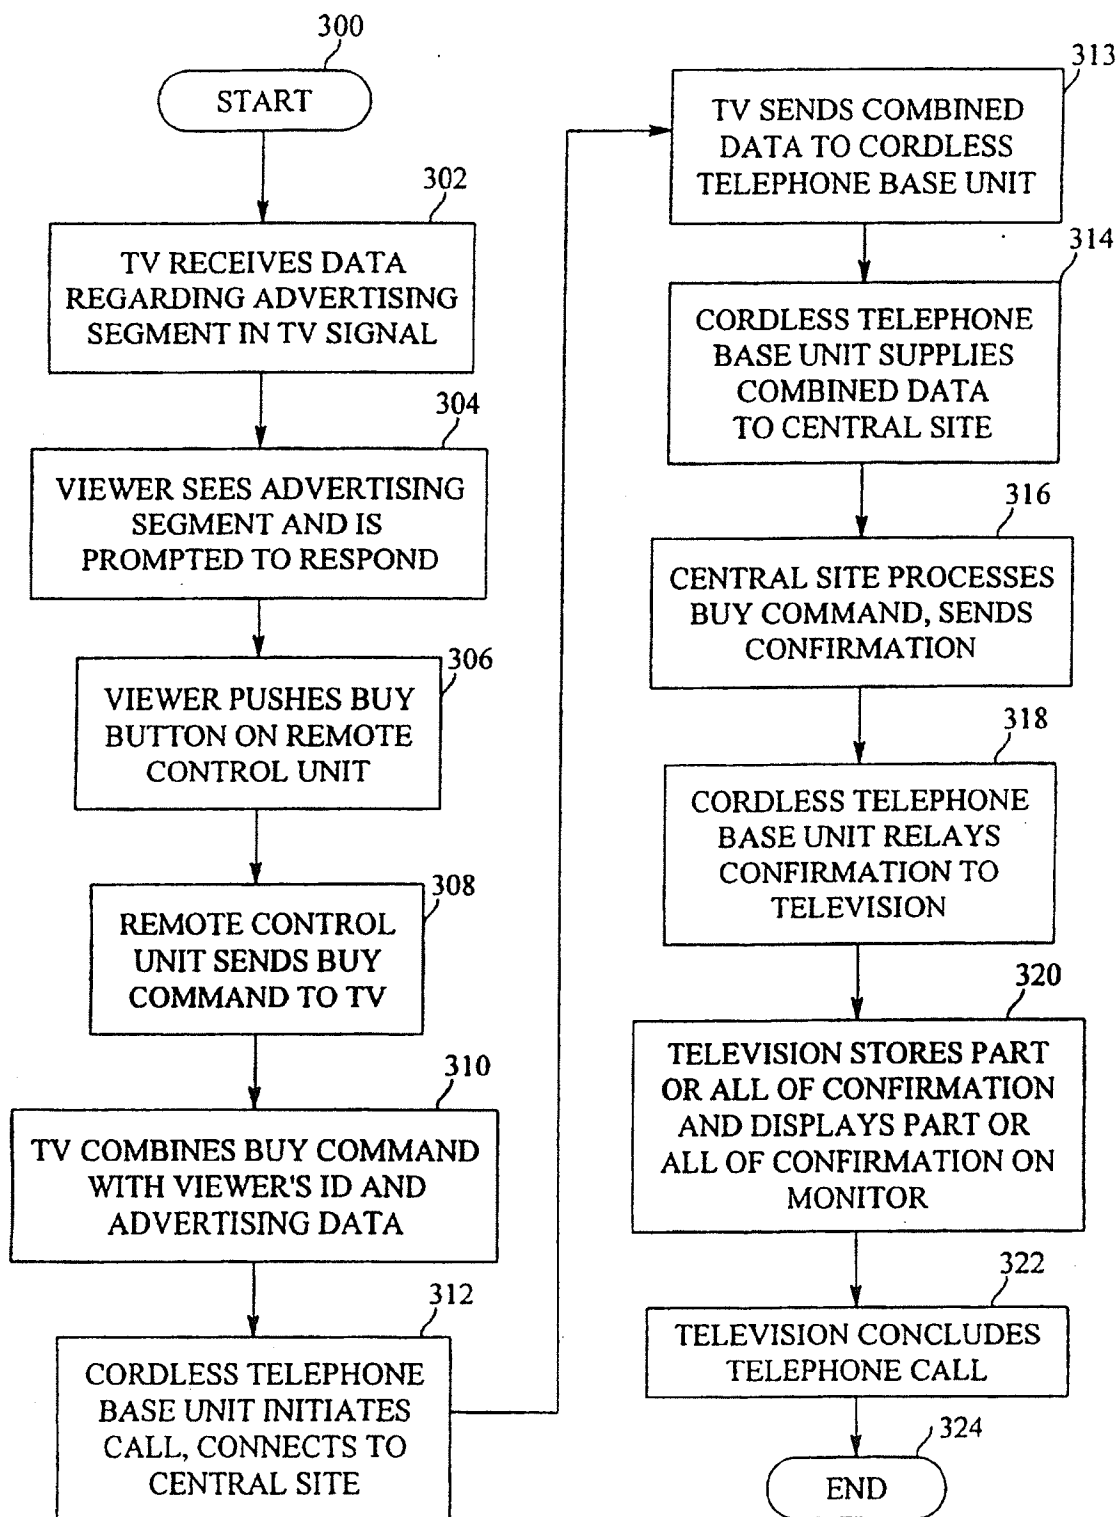 300
START
302
TV RECEIVES DATA
REGARDING ADVERTISING
SEGMENT IN TV SIGNAL
304
VIEWER SEES ADVERTISING
SEGMENT AND IS
PROMPTED TO RESPOND
306
VIEWER PUSHES BUY
BUTTON ON REMOTE
CONTROL UNIT
308
REMOTE CONTROL
UNIT SENDS BUY
COMMAND TO TV
310
TV COMBINES BUY COMMAND
WITH VIEWER'S ID AND
ADVERTISING DATA
312
CORDLESS TELEPHONE
BASE UNIT INITIATES
CALL, CONNECTS TO
CENTRAL SITE
313
TV SENDS COMBINED
DATA TO CORDLESS
TELEPHONE BASE UNIT
314
CORDLESS TELEPHONE
BASE UNIT SUPPLIES
COMBINED DATA
TO CENTRAL SITE
316
CENTRAL SITE PROCESSES
BUY COMMAND, SENDS
CONFIRMATION
318
CORDLESS TELEPHONE
BASE UNIT RELAYS
CONFIRMATION TO
TELEVISION
320
TELEVISION STORES PART
OR ALL OF CONFIRMATION
AND DISPLAYS PART OR
ALL OF CONFIRMATION ON
MONITOR
322
TELEVISION CONCLUDES
TELEPHONE CALL
324
END